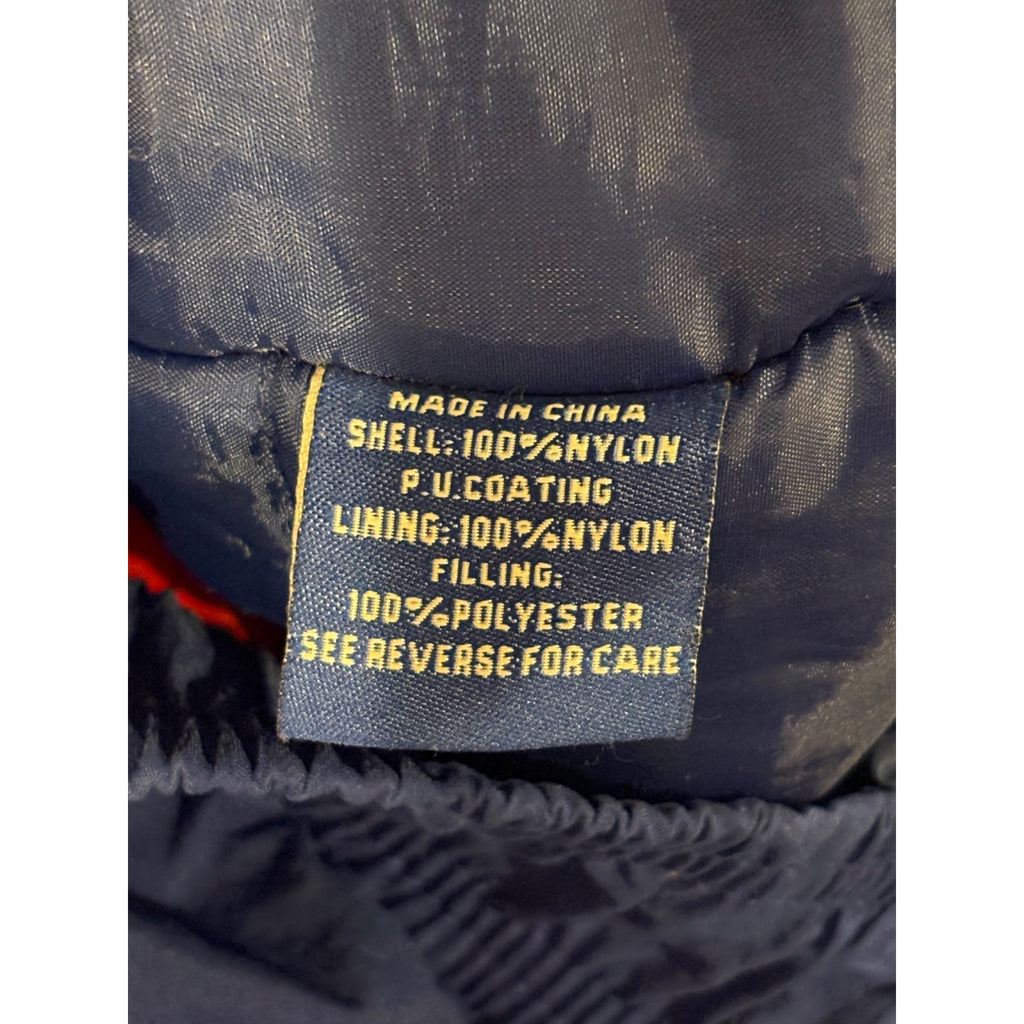 MADE IN CHINA
SHELL: 100%NYLON
P.U.COATING
LINING: 100%NYLON
FILLING:
100%POLYESTER
SEE REVERSE FOR CARE